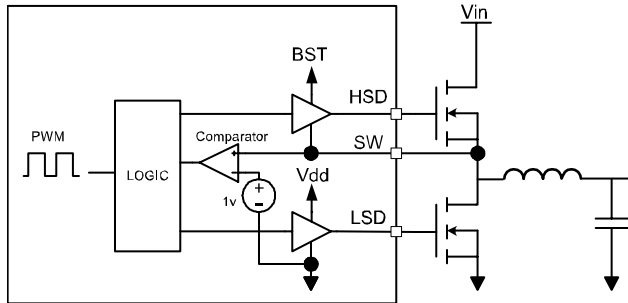 Vin
BST
HSD
PWM
Comparator
SW
LOGIC
+
−
Vdd
1v
+
−
LSD